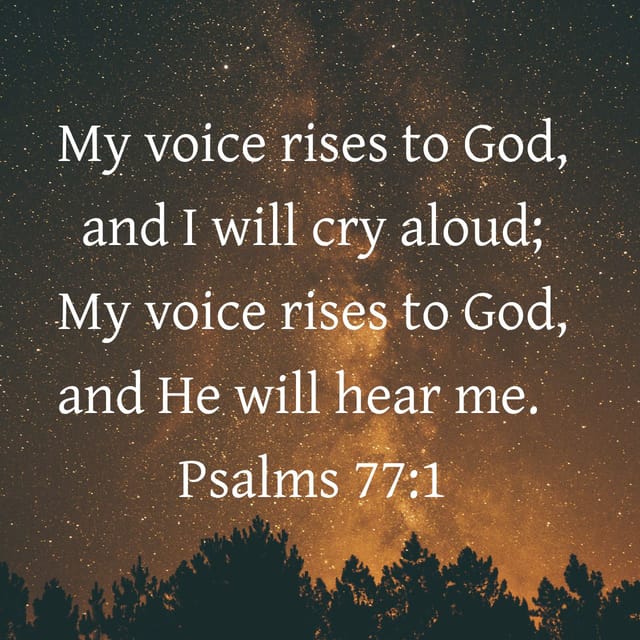 My voice rises to God,
and I will cry aloud;
My voice rises to God,
and He will hear me.
Psalms 77:1